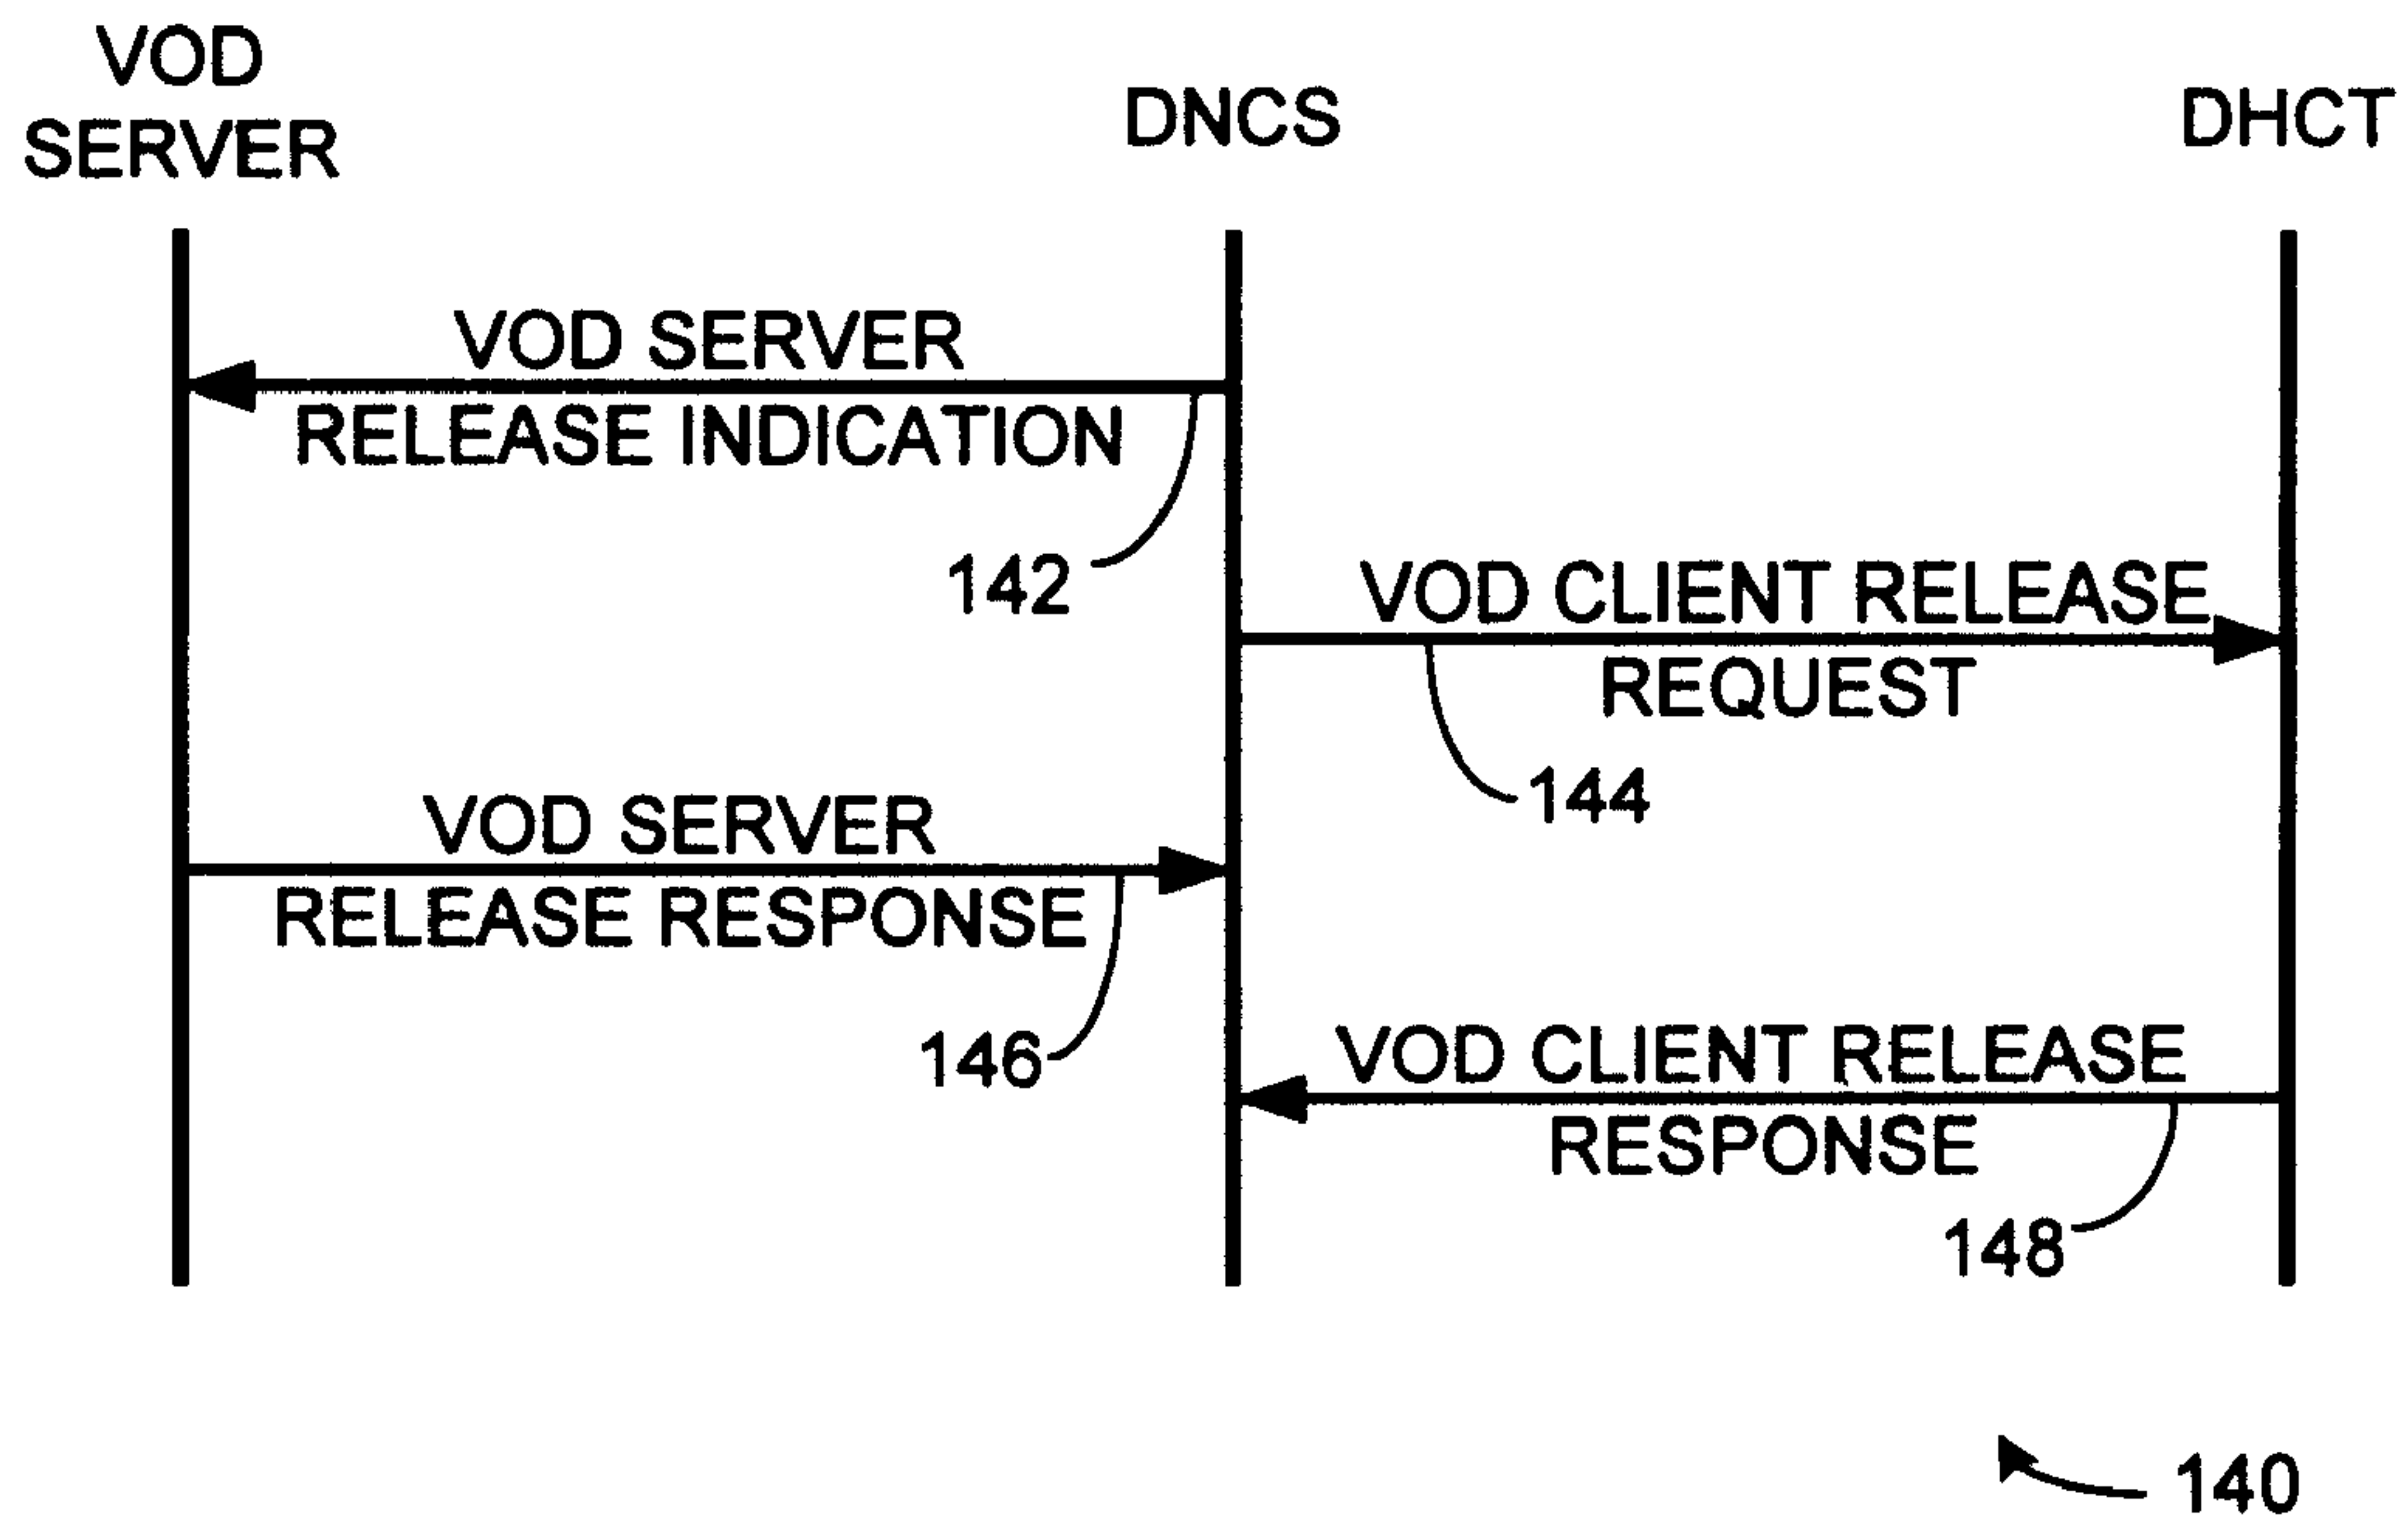 VOD
SERVER
DNCS
DHCT
VOD SERVER
RELEASE INDICATION
142
VOD CLIENT RELEASE
REQUEST
144
VOD SERVER
RELEASE RESPONSE
146
VOD CLIENT RELEASE
RESPONSE
148
140